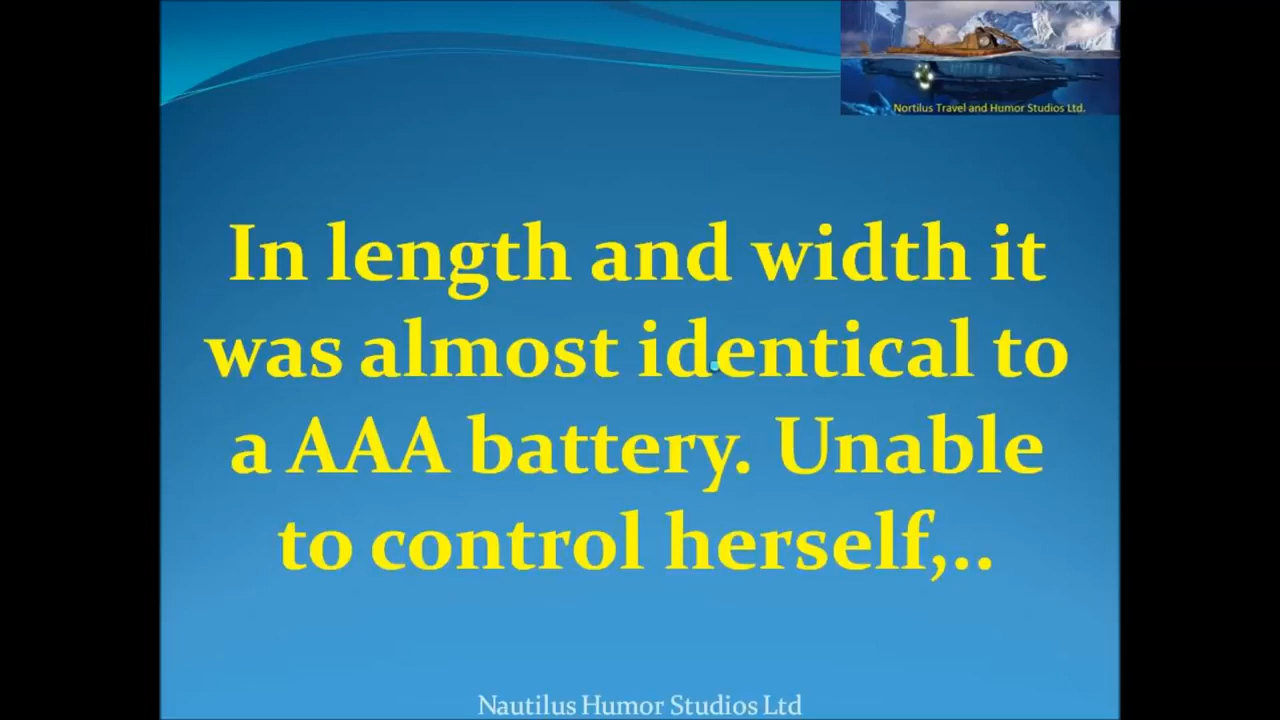 Nortilus Travel and Humor Studios Ltd.
In length and width it
was almost identical to
a AAA battery. Unable
to control herself,..
Nautilus Humor Studios Ltd